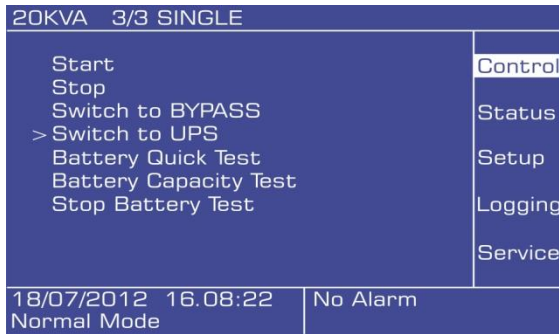 20KVA 3/3 SINGLE
Start
Stop
Switch to BYPASS
> Switch to UPS
Battery Quick Test
Battery Capacity Test
Stop Battery Test
Control
Status
Setup
Logging
Service
18/07/2012 16.08:22
Normal Mode
No Alarm